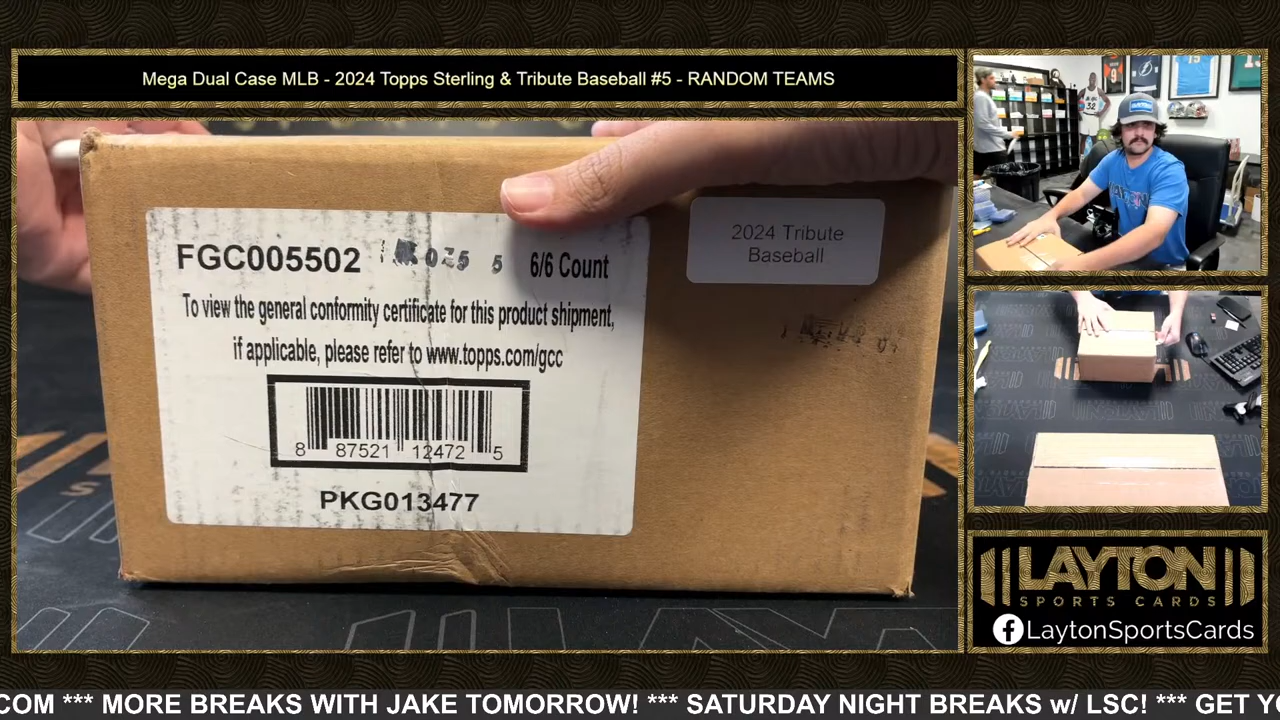 Mega Dual Case MLB - 2024 Topps Sterling & Tribute Baseball #5 - RANDOM TEAMS
FGC005502
6/6 Count
To view the general conformity certificate for this product shipment,
if applicable, please refer to www.topps.com/gcc
8 87521 12472 5
PKG013477
2024 Tribute
Baseball
9
32
LAYTON
SPORTS CARDS
LaytonSportsCards
COM *** MORE BREAKS WITH JAKE TOMORROW! *** SATURDAY NIGHT BREAKS w/ LSC! *** GET